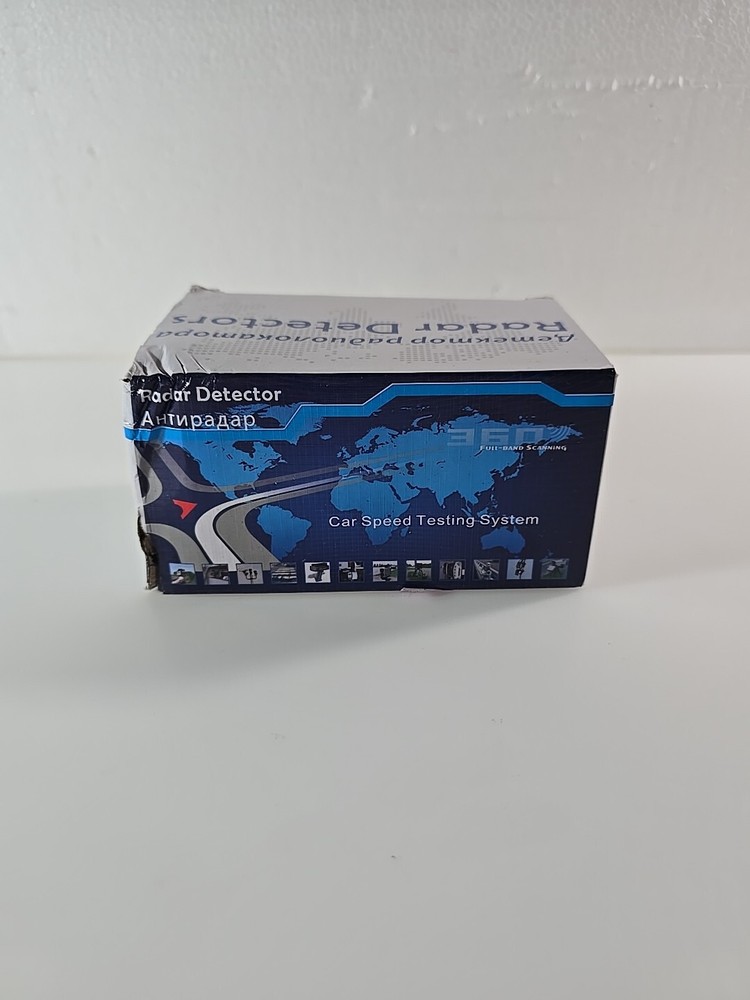 Детектор радиолокатора
Radar Detectors
Radar Detector
Антирадар
360°
Full-band Scanning
Car Speed Testing System